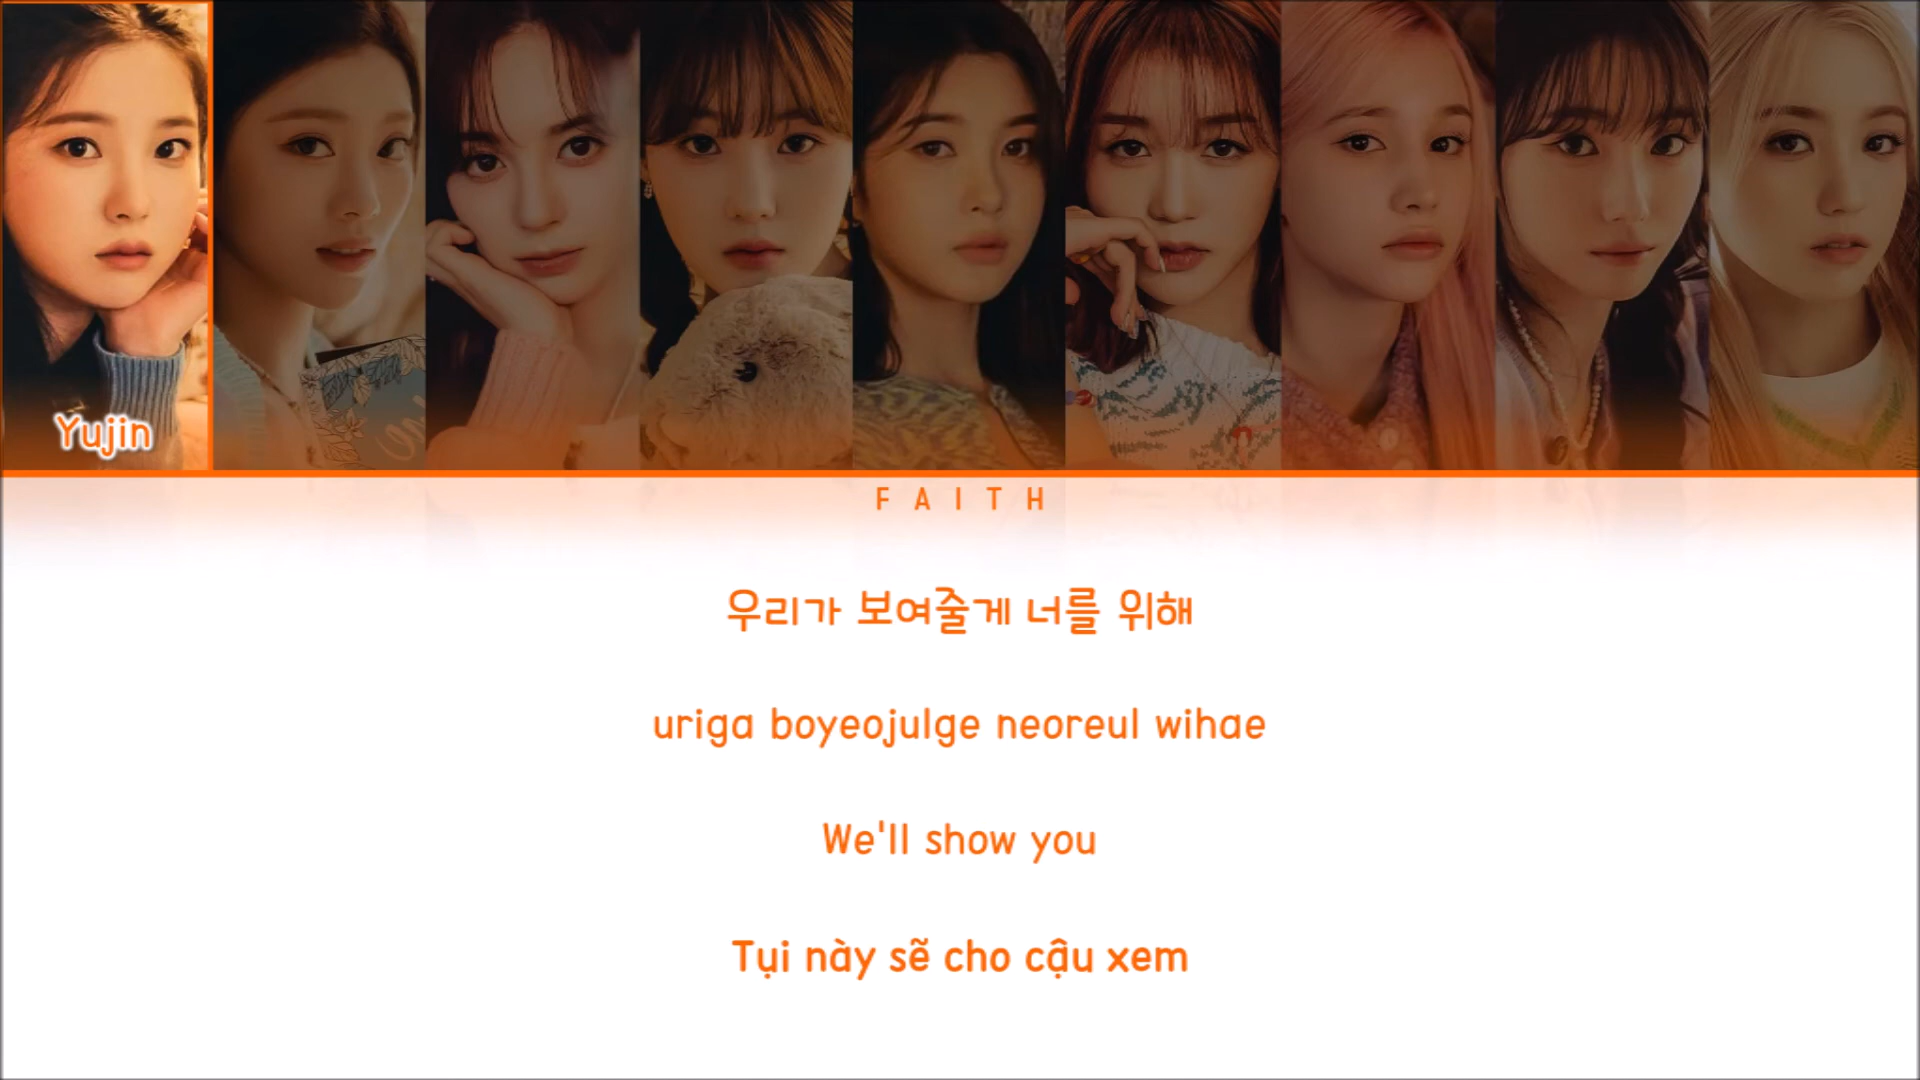 Yujin
FAITH
우리가 보여줄게 너를 위해
uriga boyeojulge neoreul wihae
We'll show you
Tụi này sẽ cho cậu xem